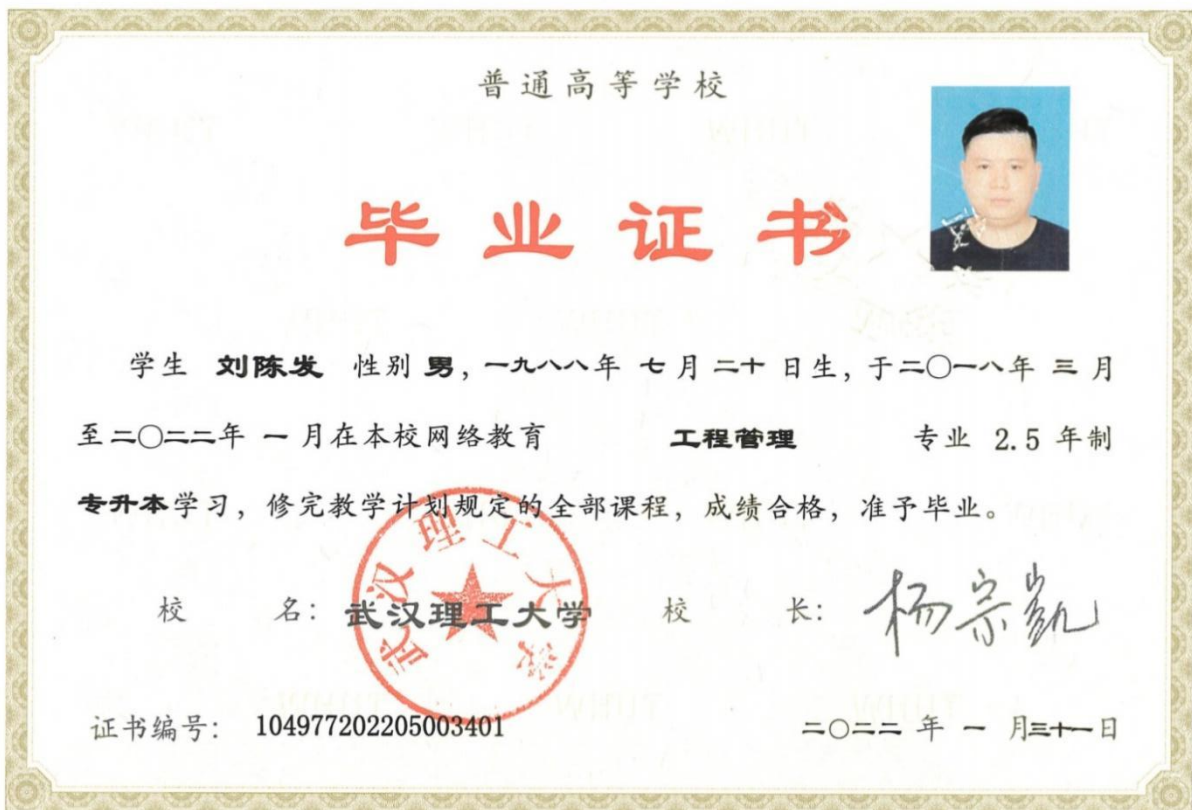 普通高等学校
毕业证书
学生 刘陈发 性别 男，一九八八年 七 月 二十 日生，于二〇一八年 三 月
至二〇二二年 一 月在本校网络教育 工程管理 专业 2.5 年制
专升本学习，修完教学计划规定的全部课程，成绩合格，准予毕业。
校 名：武汉理工大学 校 长：杨宗凯
武汉理工大学
证书编号：104977202205003401 二〇二二 年 一 月三十一日